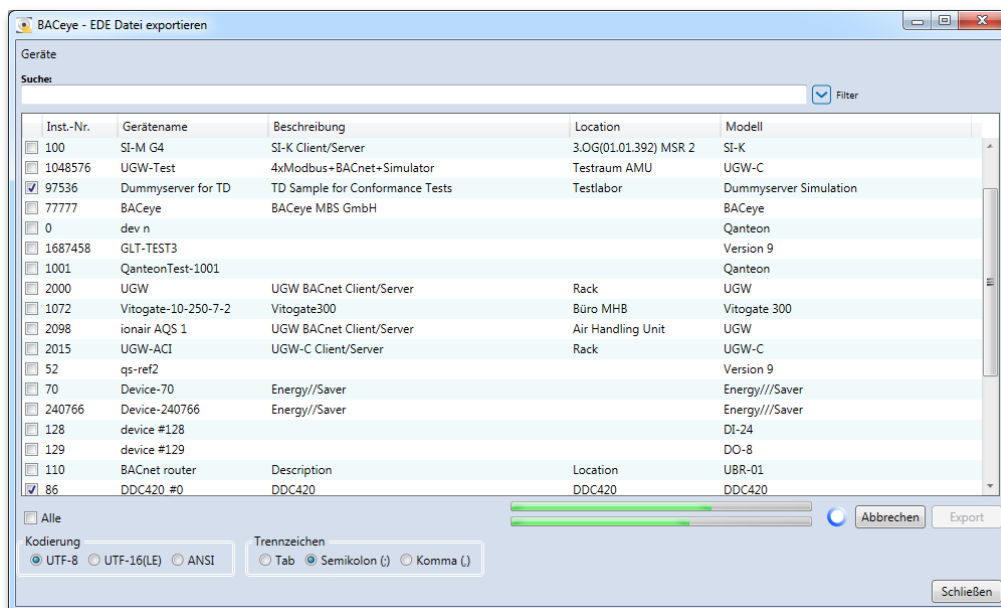 BACeye - EDE Datei exportieren
Geräte
Suche:
Filter
Inst.-Nr. Gerätename Beschreibung Location Modell
100 SI-M G4 SI-K Client/Server 3.OG(01.01.392) MSR 2 SI-K
1048576 UGW-Test 4xModbus+BACnet+Simulator Testraum AMU UGW-C
97536 Dummyserver for TD TD Sample for Conformance Tests Testlabor Dummyserver Simulation
77777 BACeye BACeye MBS GmbH BACeye
0 dev n Qanteon
1687458 GLT-TEST3 Version 9
1001 QanteonTest-1001 Qanteon
2000 UGW UGW BACnet Client/Server Rack UGW
1072 Vitogate-10-250-7-2 Vitogate300 Büro MHB Vitogate 300
2098 ionair AQS 1 UGW BACnet Client/Server Air Handling Unit UGW
2015 UGW-ACI UGW-C Client/Server Rack UGW-C
52 qs-ref2 Version 9
70 Device-70 Energy//Saver Energy///Saver
240766 Device-240766 Energy//Saver Energy///Saver
128 device #128 DI-24
129 device #129 DO-8
110 BACnet router Description Location UBR-01
86 DDC420 #0 DDC420 DDC420 DDC420
Alle
Abbrechen Export
Kodierung Trennzeichen
UTF-8 UTF-16(LE) ANSI Tab Semikolon (;) Komma (,)
Schließen